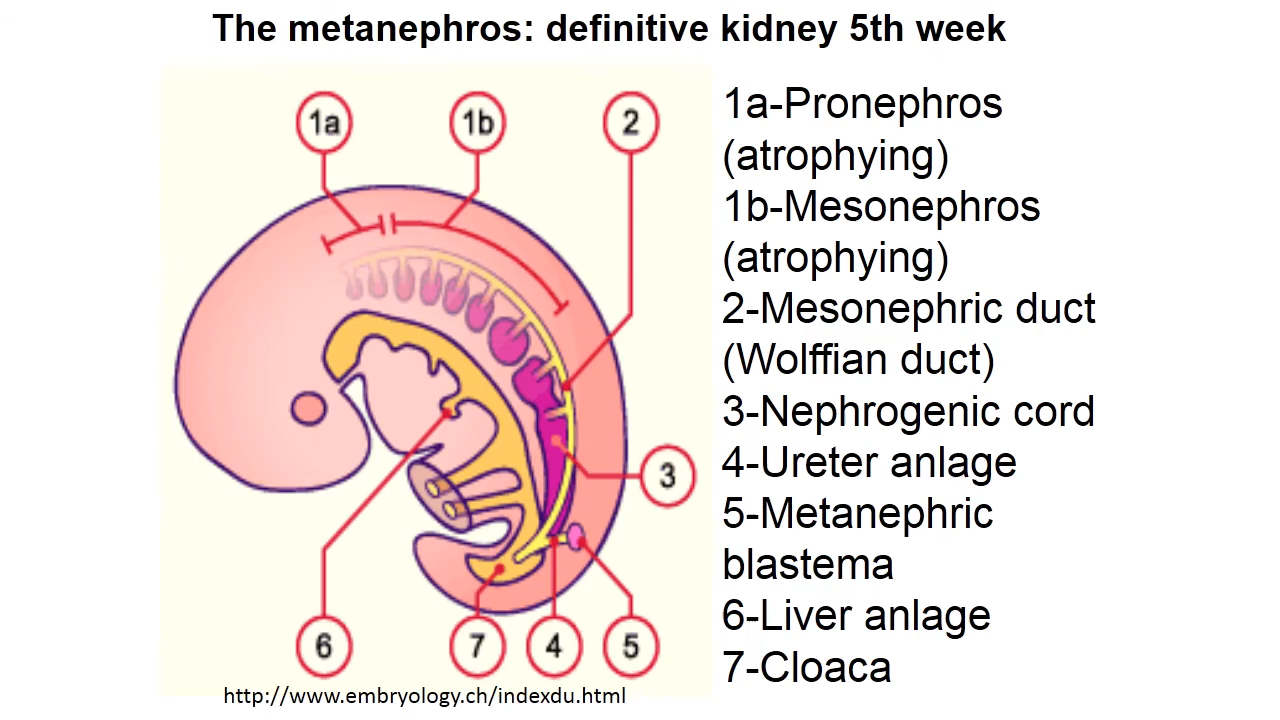 The metanephros: definitive kidney 5th week
1a
1b
2
3
6
7
4
5
1a-Pronephros
(atrophying)
1b-Mesonephros
(atrophying)
2-Mesonephric duct
(Wolffian duct)
3-Nephrogenic cord
4-Ureter anlage
5-Metanephric
blastema
6-Liver anlage
7-Cloaca
http://www.embryology.ch/indexdu.html